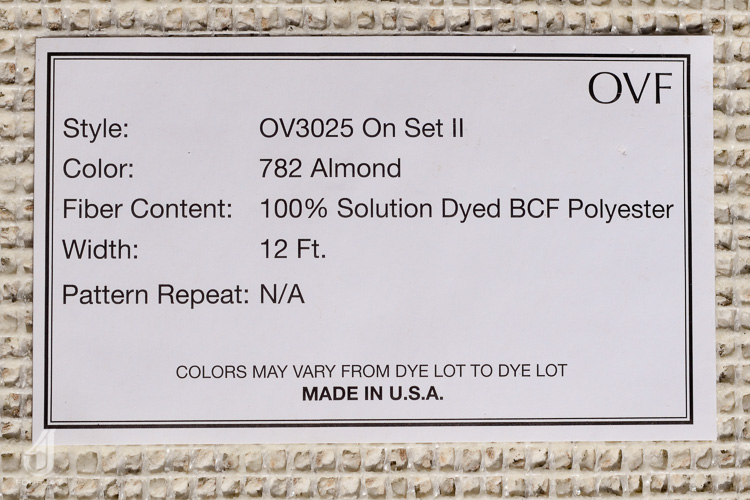 OVF
Style: OV3025 On Set II
Color: 782 Almond
Fiber Content: 100% Solution Dyed BCF Polyester
Width: 12 Ft.
Pattern Repeat: N/A
COLORS MAY VARY FROM DYE LOT TO DYE LOT
MADE IN U.S.A.